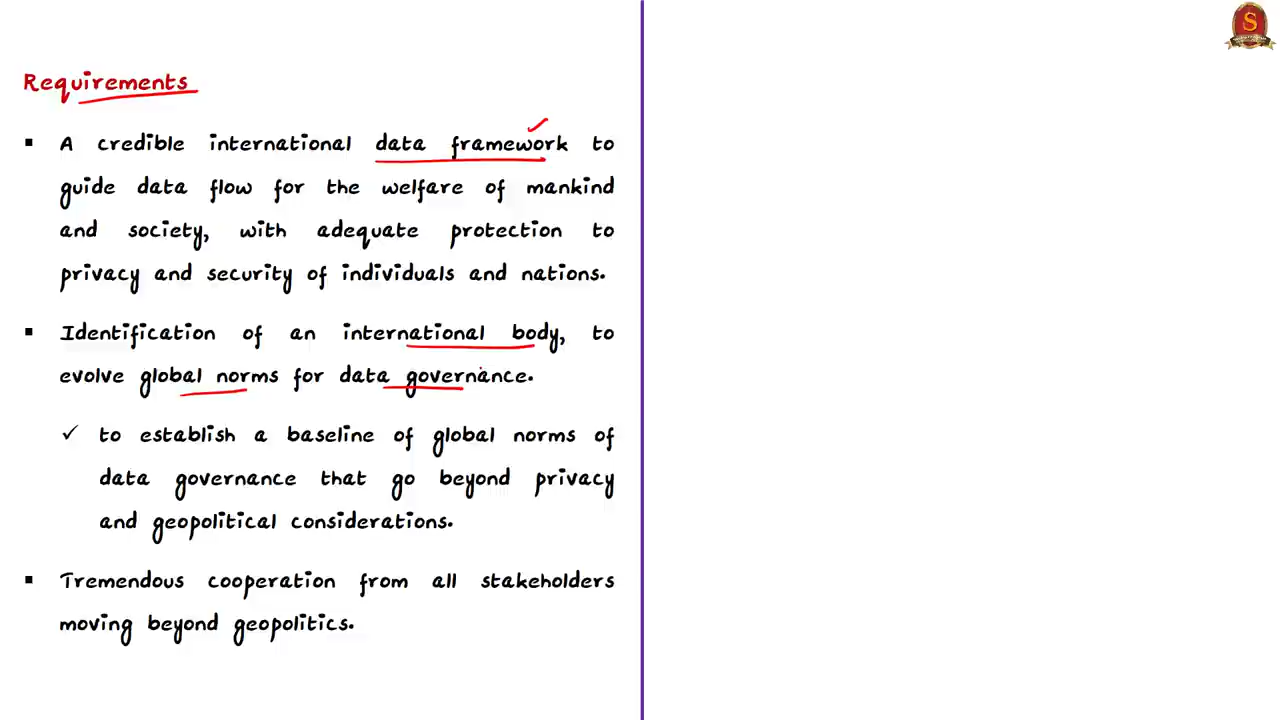 Requirements
▪ A credible international data framework to
guide data flow for the welfare of mankind
and society, with adequate protection to
privacy and security of individuals and nations.
▪ Identification of an international body, to
evolve global norms for data governance.
✓ to establish a baseline of global norms of
data governance that go beyond privacy
and geopolitical considerations.
▪ Tremendous cooperation from all stakeholders
moving beyond geopolitics.
S